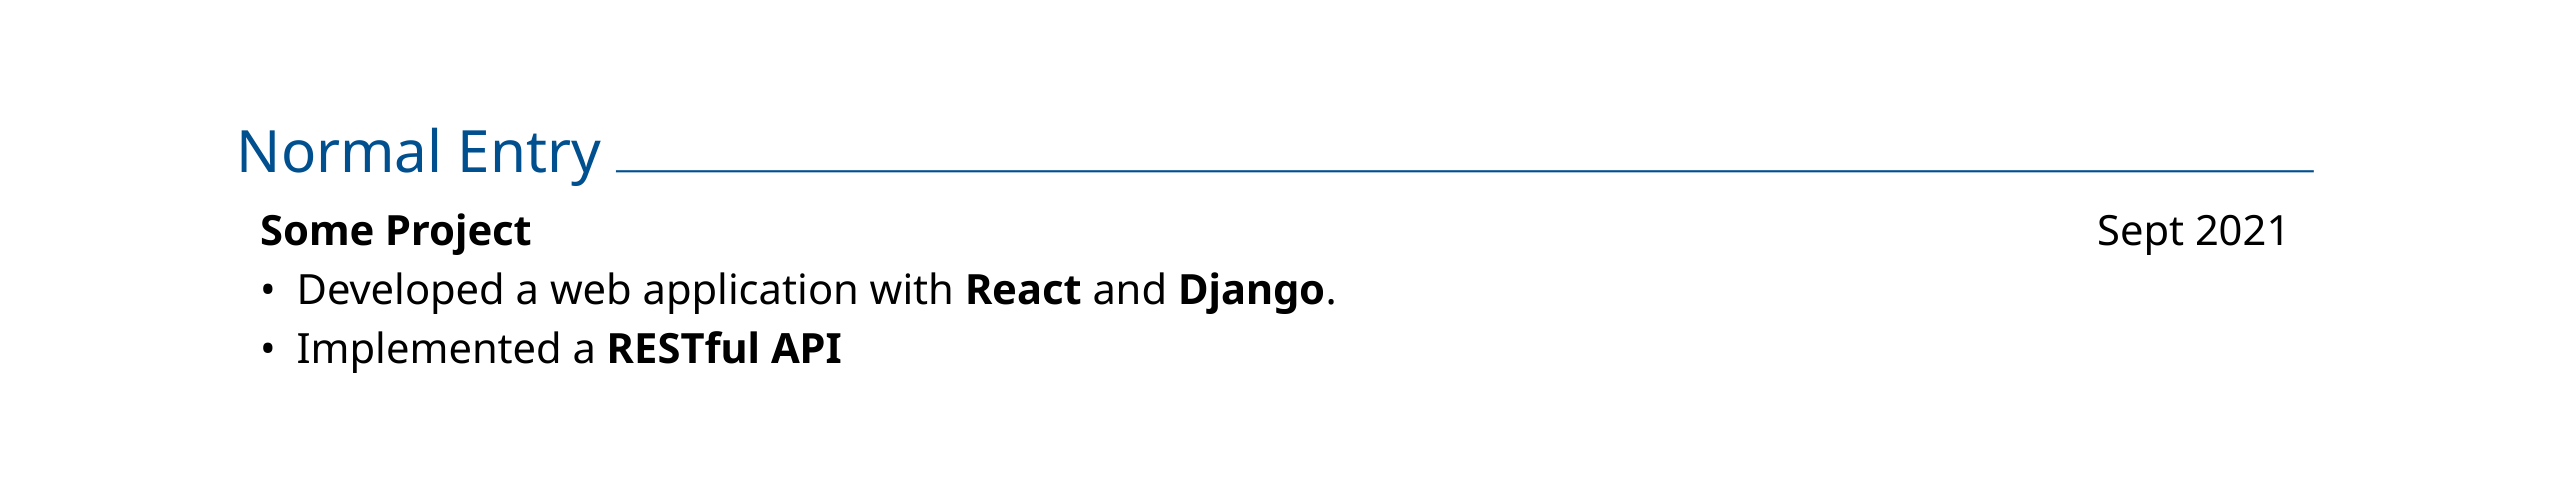 Normal Entry
Some Project Sept 2021
• Developed a web application with React and Django.
• Implemented a RESTful API